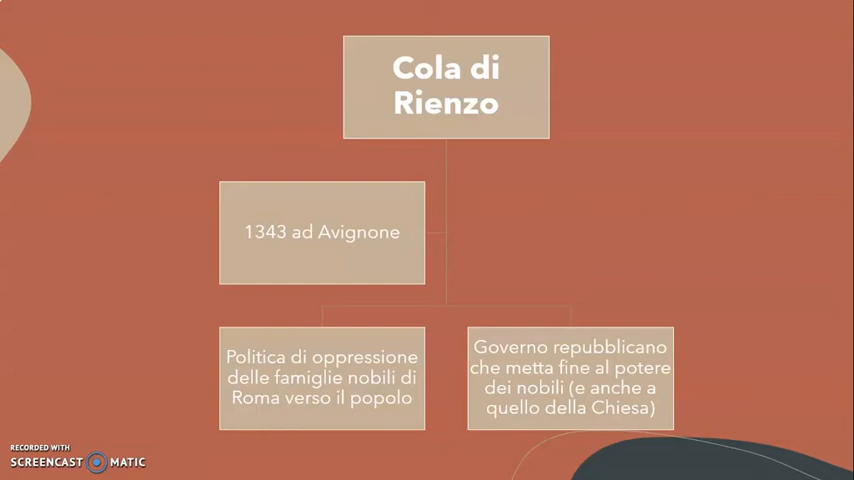 Cola di
Rienzo
1343 ad Avignone
Politica di oppressione
delle famiglie nobili di
Roma verso il popolo
Governo repubblicano
che metta fine al potere
dei nobili (e anche a
quello della Chiesa)
RECORDED WITH
SCREENCAST MATIC